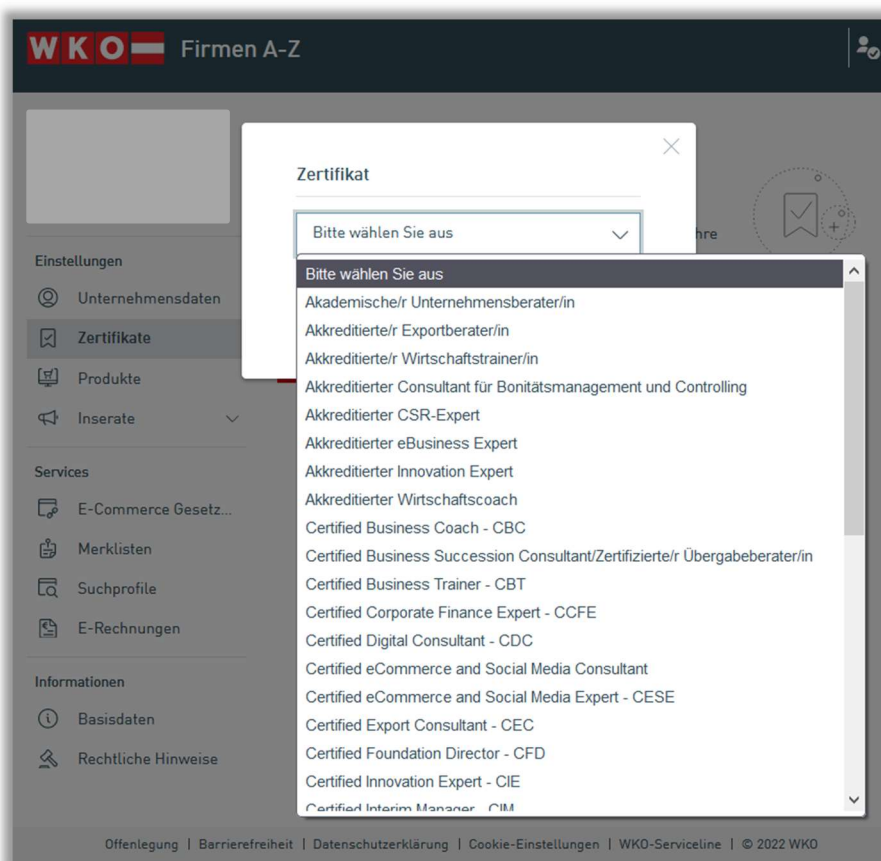 WKO Firmen A-Z
Einstellungen
Unternehmensdaten
Zertifikate
Produkte
Inserate
Services
E-Commerce Gesetz...
Merklisten
Suchprofile
E-Rechnungen
Informationen
Basisdaten
Rechtliche Hinweise
Zertifikat
Bitte wählen Sie aus
hre
Bitte wählen Sie aus
Akademische/r Unternehmensberater/in
Akkreditierte/r Exportberater/in
Akkreditierte/r Wirtschaftstrainer/in
Akkreditierter Consultant für Bonitätsmanagement und Controlling
Akkreditierter CSR-Expert
Akkreditierter eBusiness Expert
Akkreditierter Innovation Expert
Akkreditierter Wirtschaftscoach
Certified Business Coach - CBC
Certified Business Succession Consultant/Zertifizierte/r Übergabeberater/in
Certified Business Trainer - CBT
Certified Corporate Finance Expert - CCFE
Certified Digital Consultant - CDC
Certified eCommerce and Social Media Consultant
Certified eCommerce and Social Media Expert - CESE
Certified Export Consultant - CEC
Certified Foundation Director - CFD
Certified Innovation Expert - CIE
Certified Interim Manager - CIM
Offenlegung | Barrierefreiheit | Datenschutzerklärung | Cookie-Einstellungen | WKO-Serviceline | © 2022 WKO